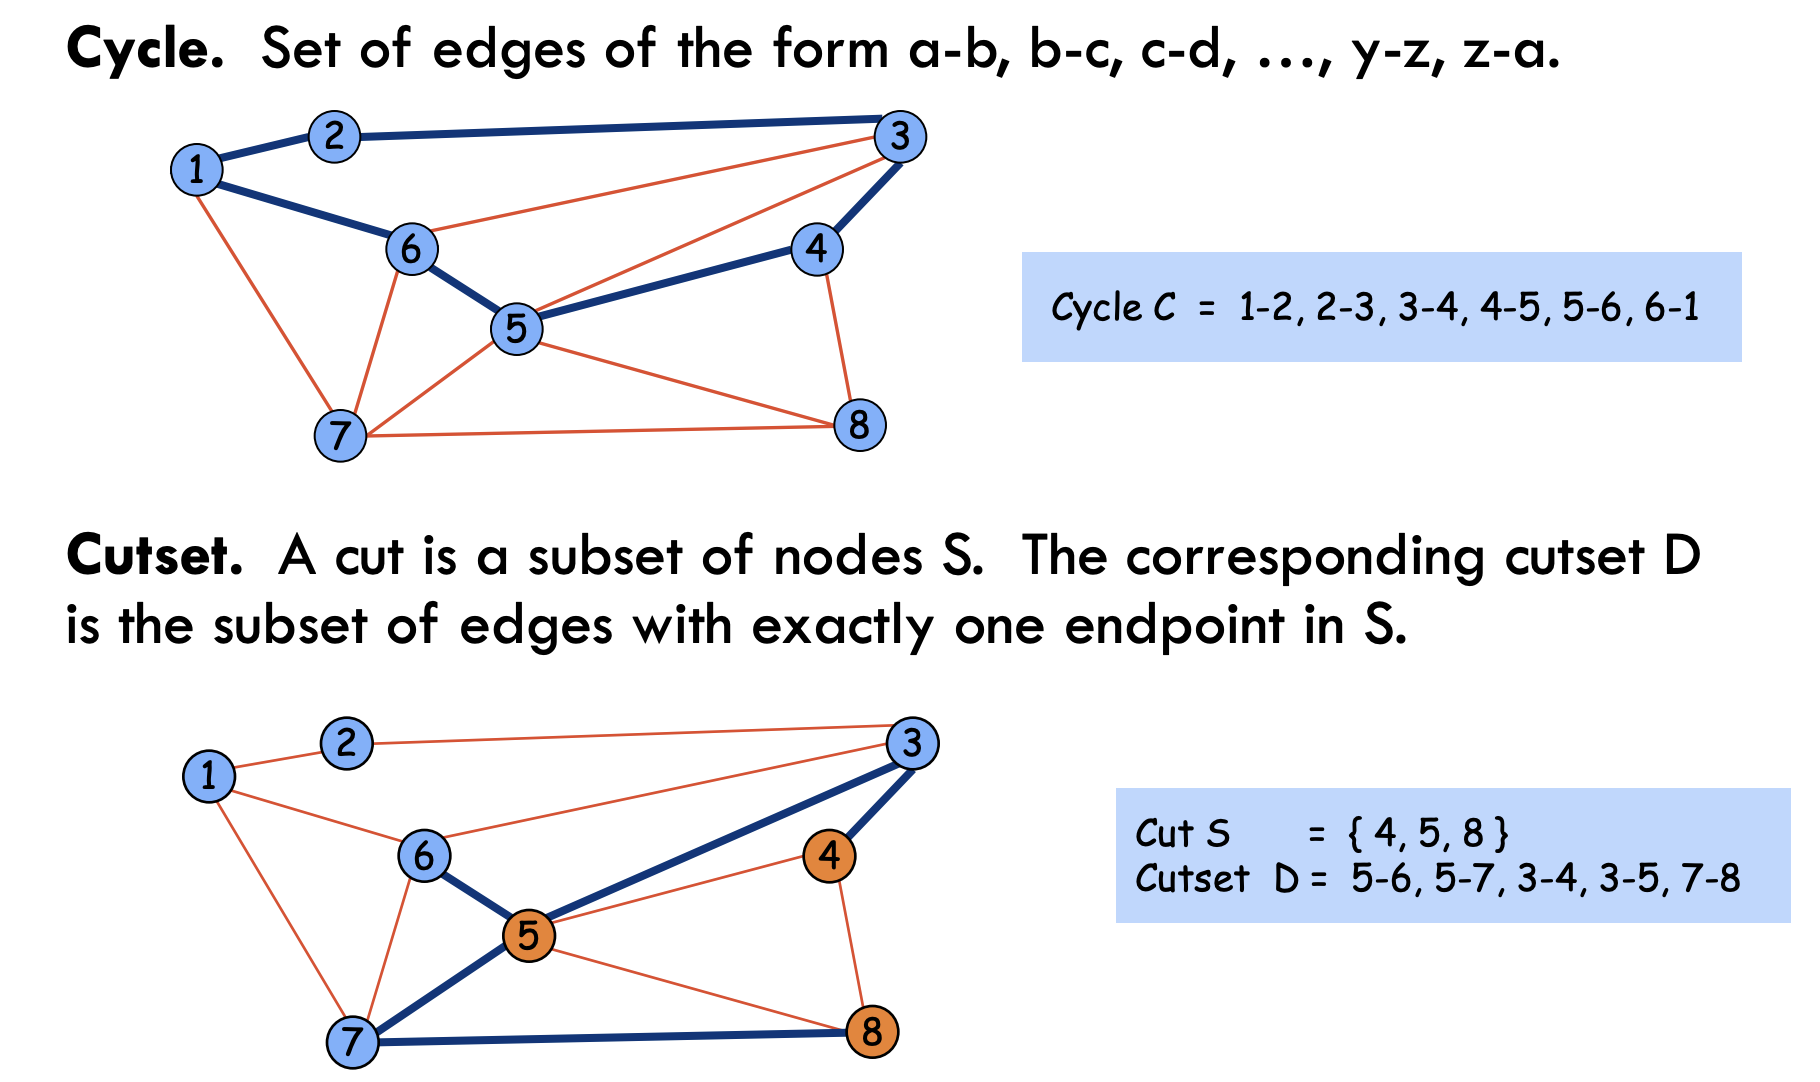 Cycle. Set of edges of the form a-b, b-c, c-d, …, y-z, z-a.
2
3
1
6
4
5
7
8
Cycle C = 1-2, 2-3, 3-4, 4-5, 5-6, 6-1
Cutset. A cut is a subset of nodes S. The corresponding cutset D
is the subset of edges with exactly one endpoint in S.
2
3
1
6
4
5
7
8
Cut S = { 4, 5, 8 }
Cutset D = 5-6, 5-7, 3-4, 3-5, 7-8